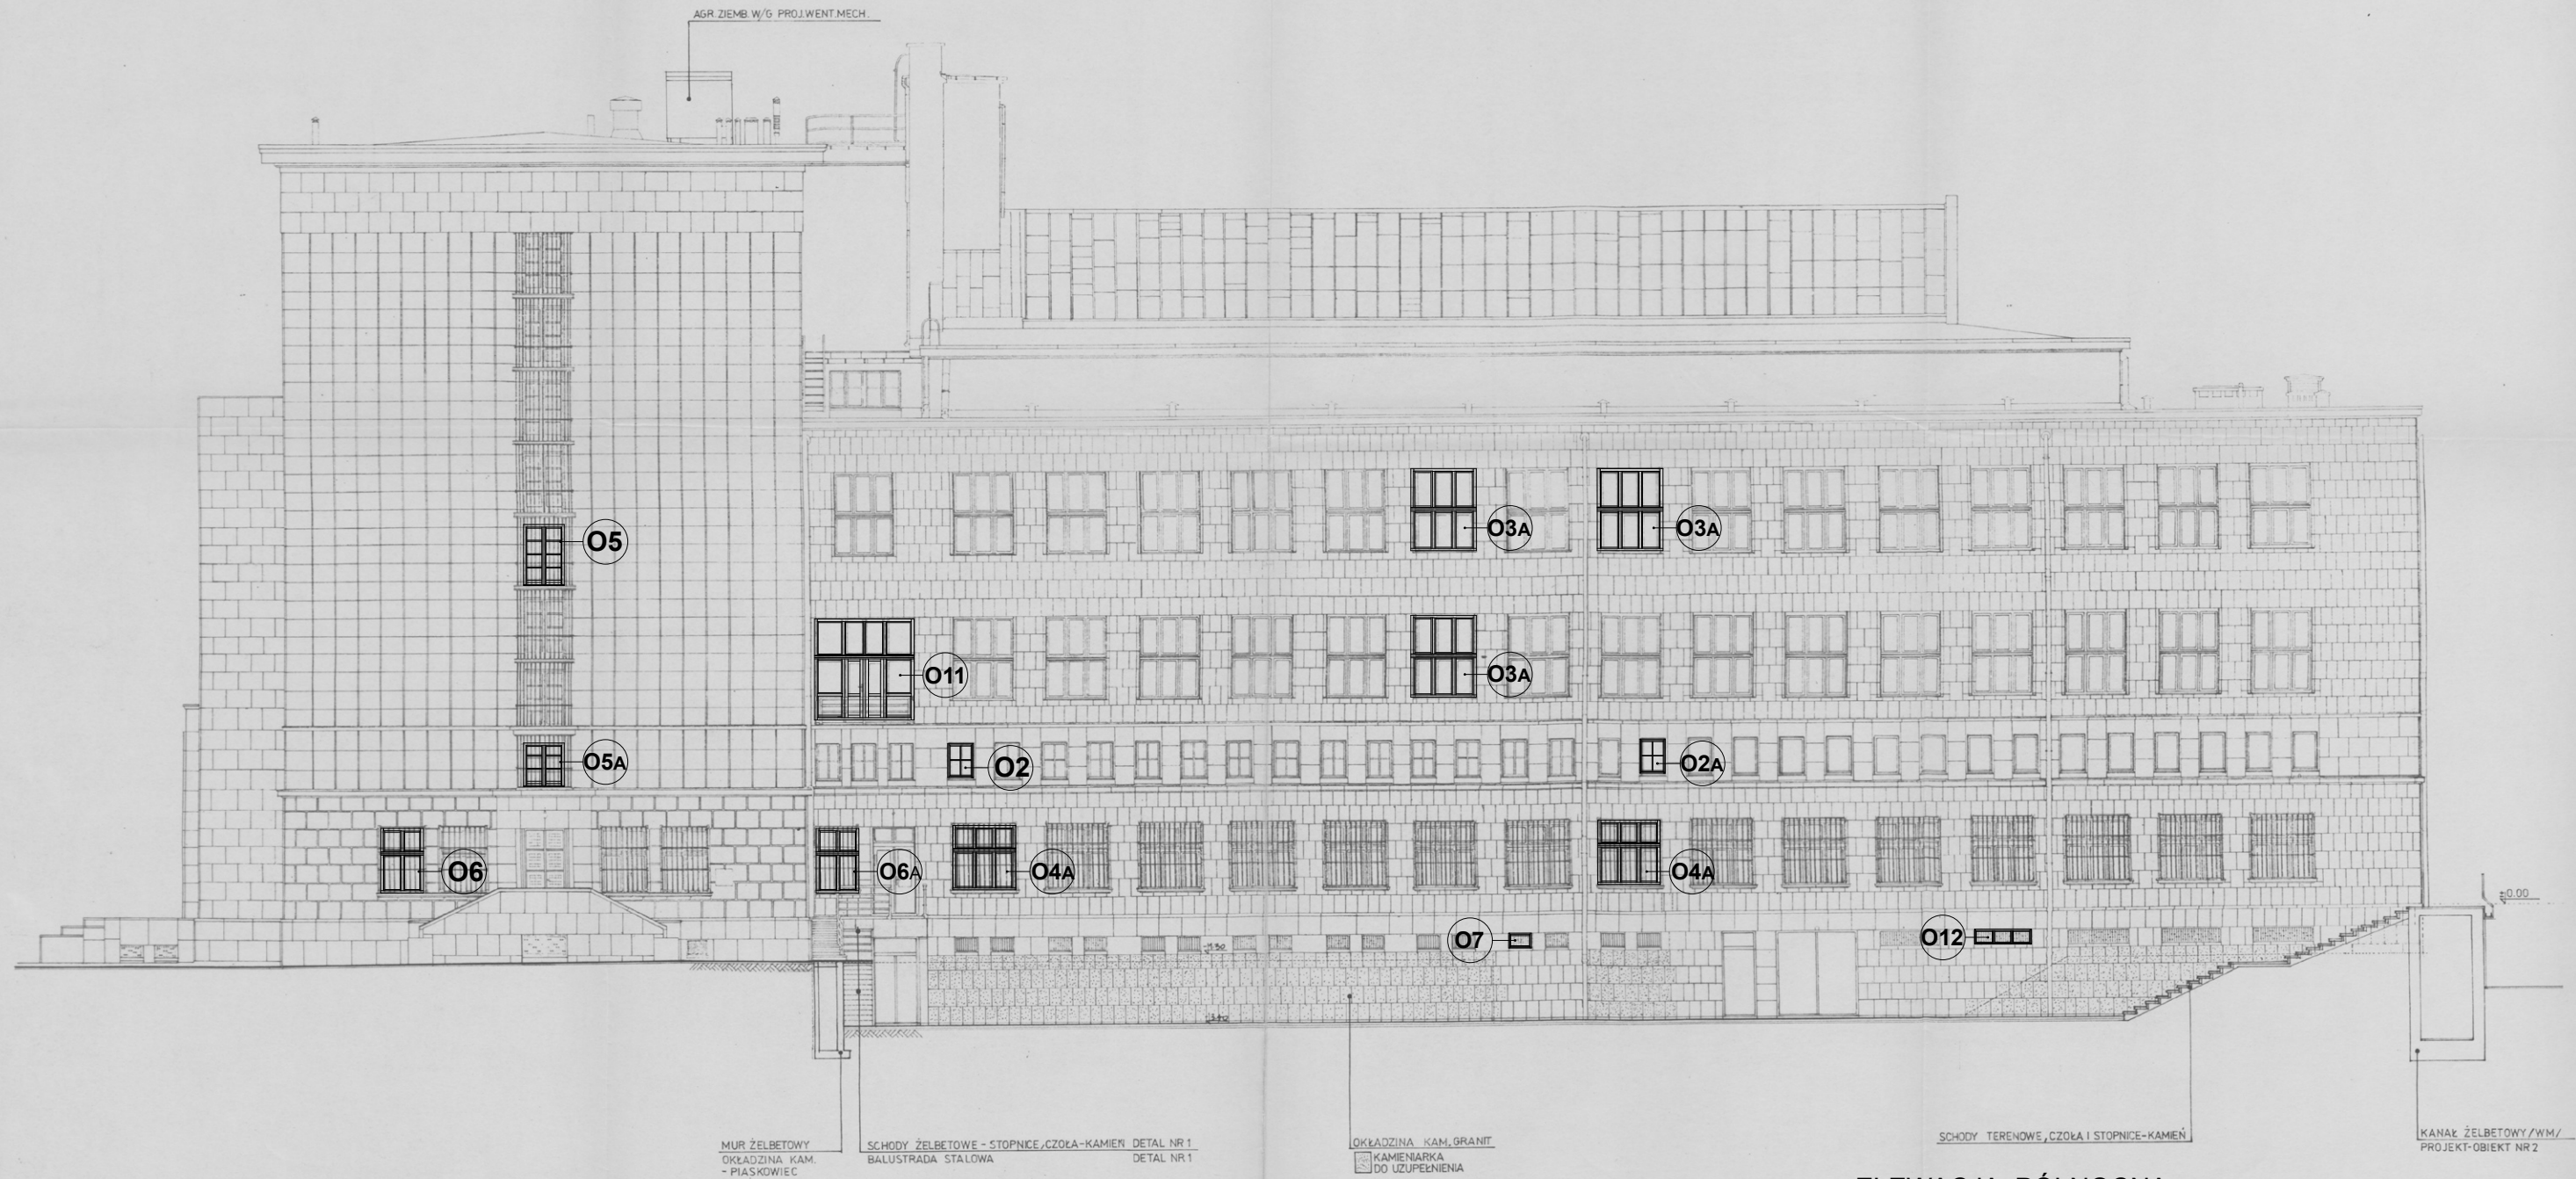 AGR.ZIEMB.W/G PROJ.WENT.MECH.
O5
O3A
O3A
O11
O3A
O5A
O2
O2A
O6
O6A
O4A
O4A
±0.00
O7
O12
MUR ŻELBETOWY
OKŁADZINA KAM.
- PIASKOWIEC
SCHODY ŻELBETOWE - STOPNICE, CZOŁA-KAMIEŃ DETAL NR 1
BALUSTRADA STALOWA DETAL NR 1
OKŁADZINA KAM. GRANIT
KAMIENIARKA
DO UZUPEŁNIENIA
SCHODY TERENOWE, CZOŁA I STOPNICE-KAMIEŃ
KANAŁ ŻELBETOWY/WM/
PROJEKT-OBIEKT NR 2